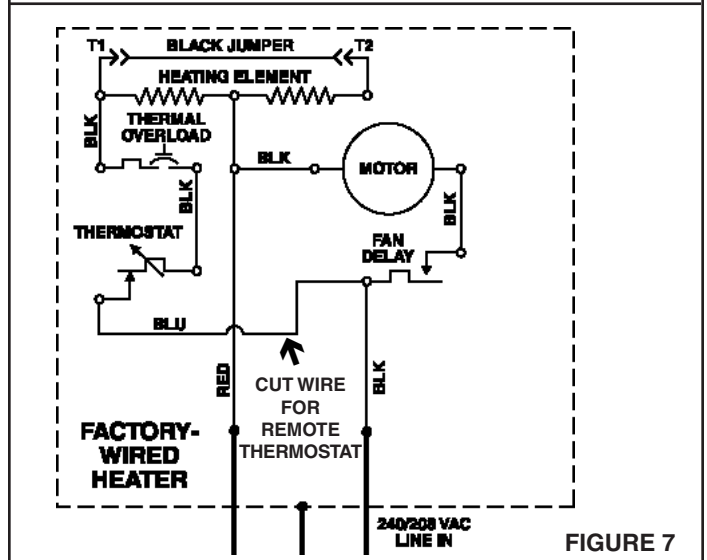 T1
BLACK JUMPER
T2
HEATING ELEMENT
BLK
THERMAL
OVERLOAD
BLK
MOTOR
BLK
BLK
THERMOSTAT
FAN
DELAY
BLU
RED
CUT WIRE
FOR
REMOTE
THERMOSTAT
BLK
FACTORY-
WIRED
HEATER
240/208 VAC
LINE IN
FIGURE 7